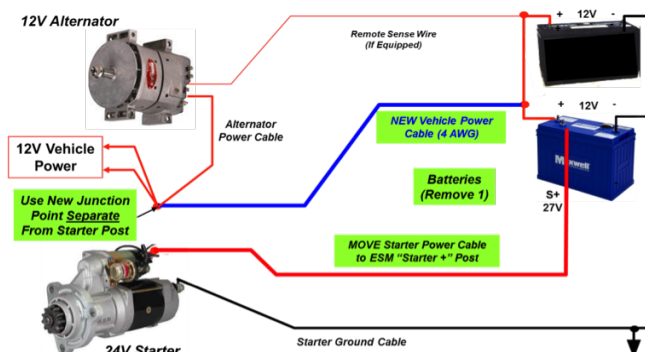 12V Alternator
Remote Sense Wire
(If Equipped)
+ 12V -
Alternator
Power Cable
NEW Vehicle Power
Cable (4 AWG)
+ 12V -
Maxwell
12V Vehicle
Power
Batteries
(Remove 1)
S+
27V
Use New Junction
Point Separate
From Starter Post
MOVE Starter Power Cable
to ESM “Starter +” Post
24V Starter
Starter Ground Cable